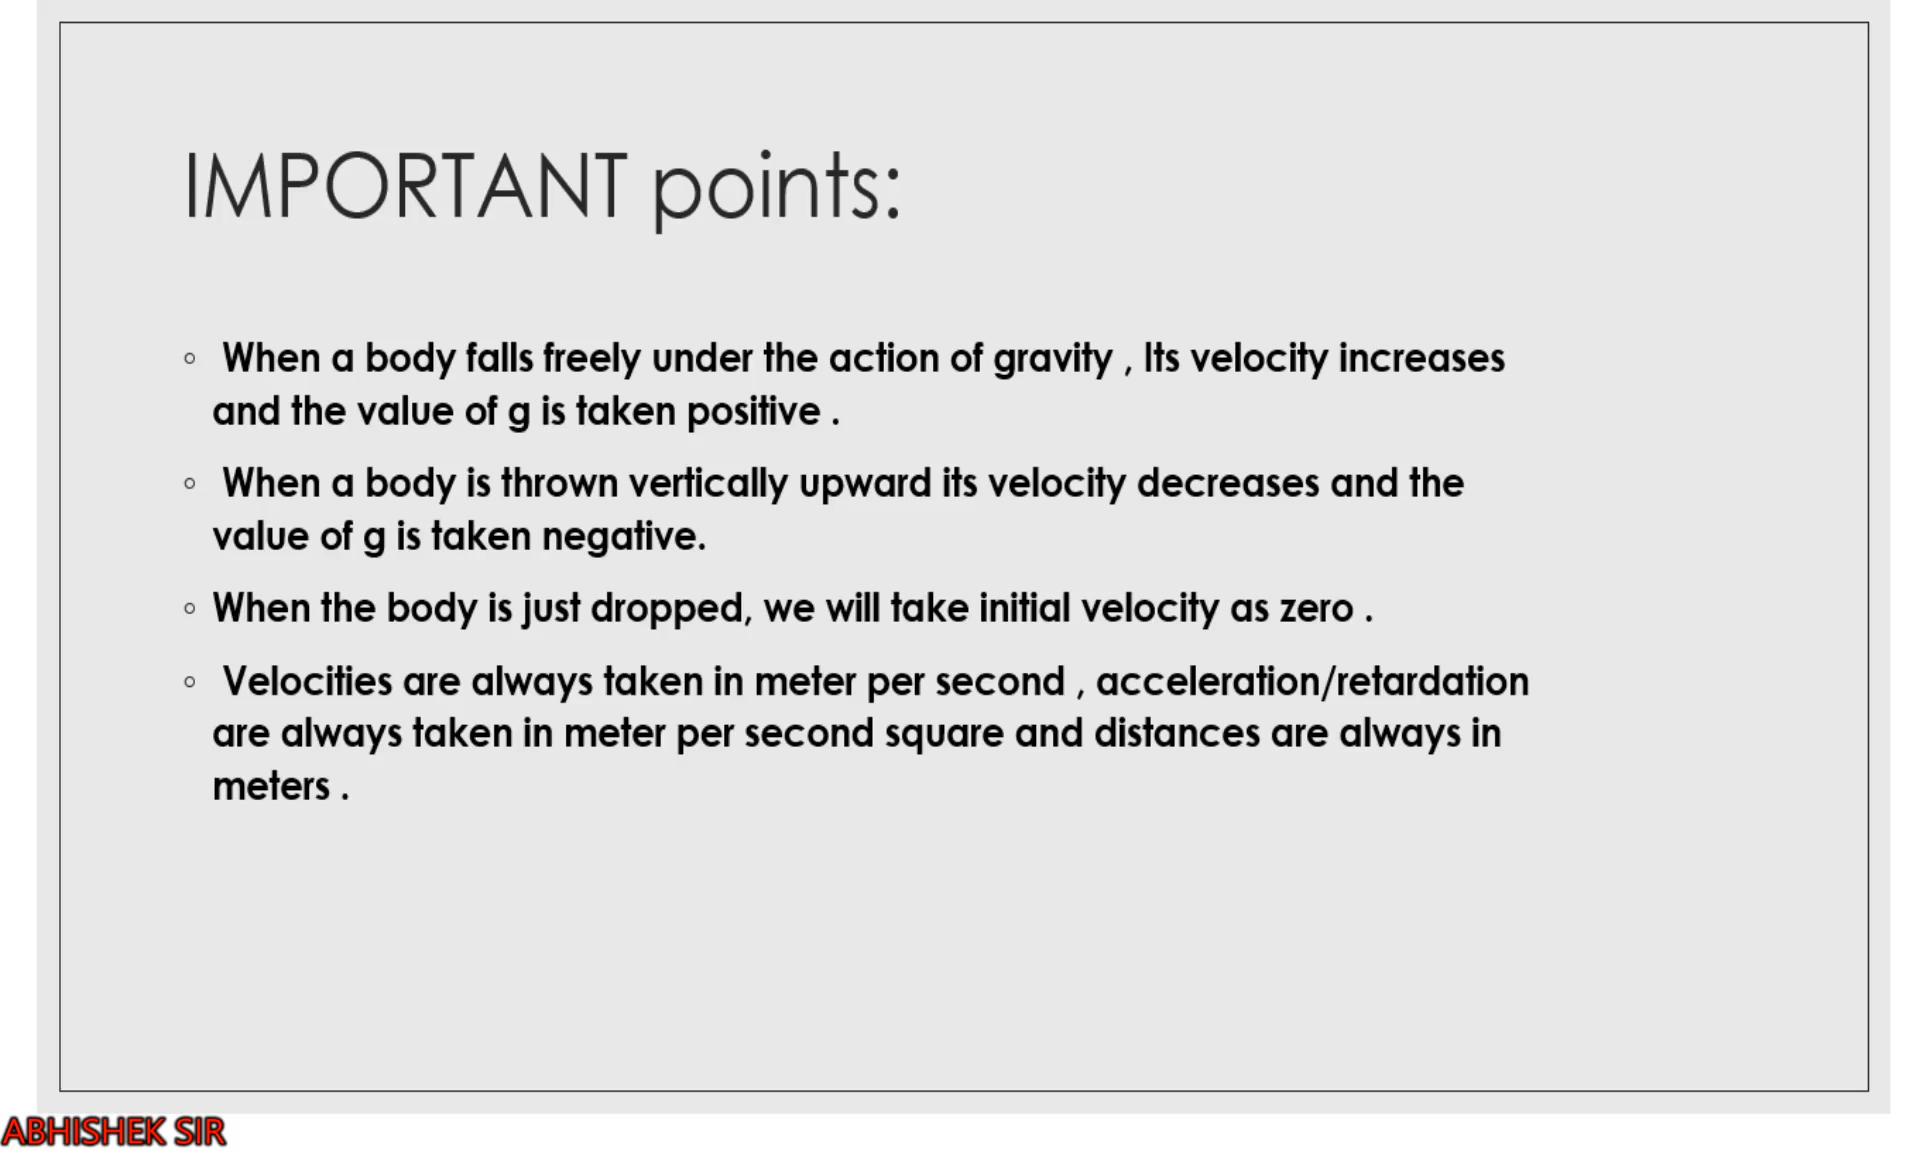 IMPORTANT points:
◦ When a body falls freely under the action of gravity , Its velocity increases
and the value of g is taken positive .
◦ When a body is thrown vertically upward its velocity decreases and the
value of g is taken negative.
◦ When the body is just dropped, we will take initial velocity as zero .
◦ Velocities are always taken in meter per second , acceleration/retardation
are always taken in meter per second square and distances are always in
meters .
ABHISHEK SIR